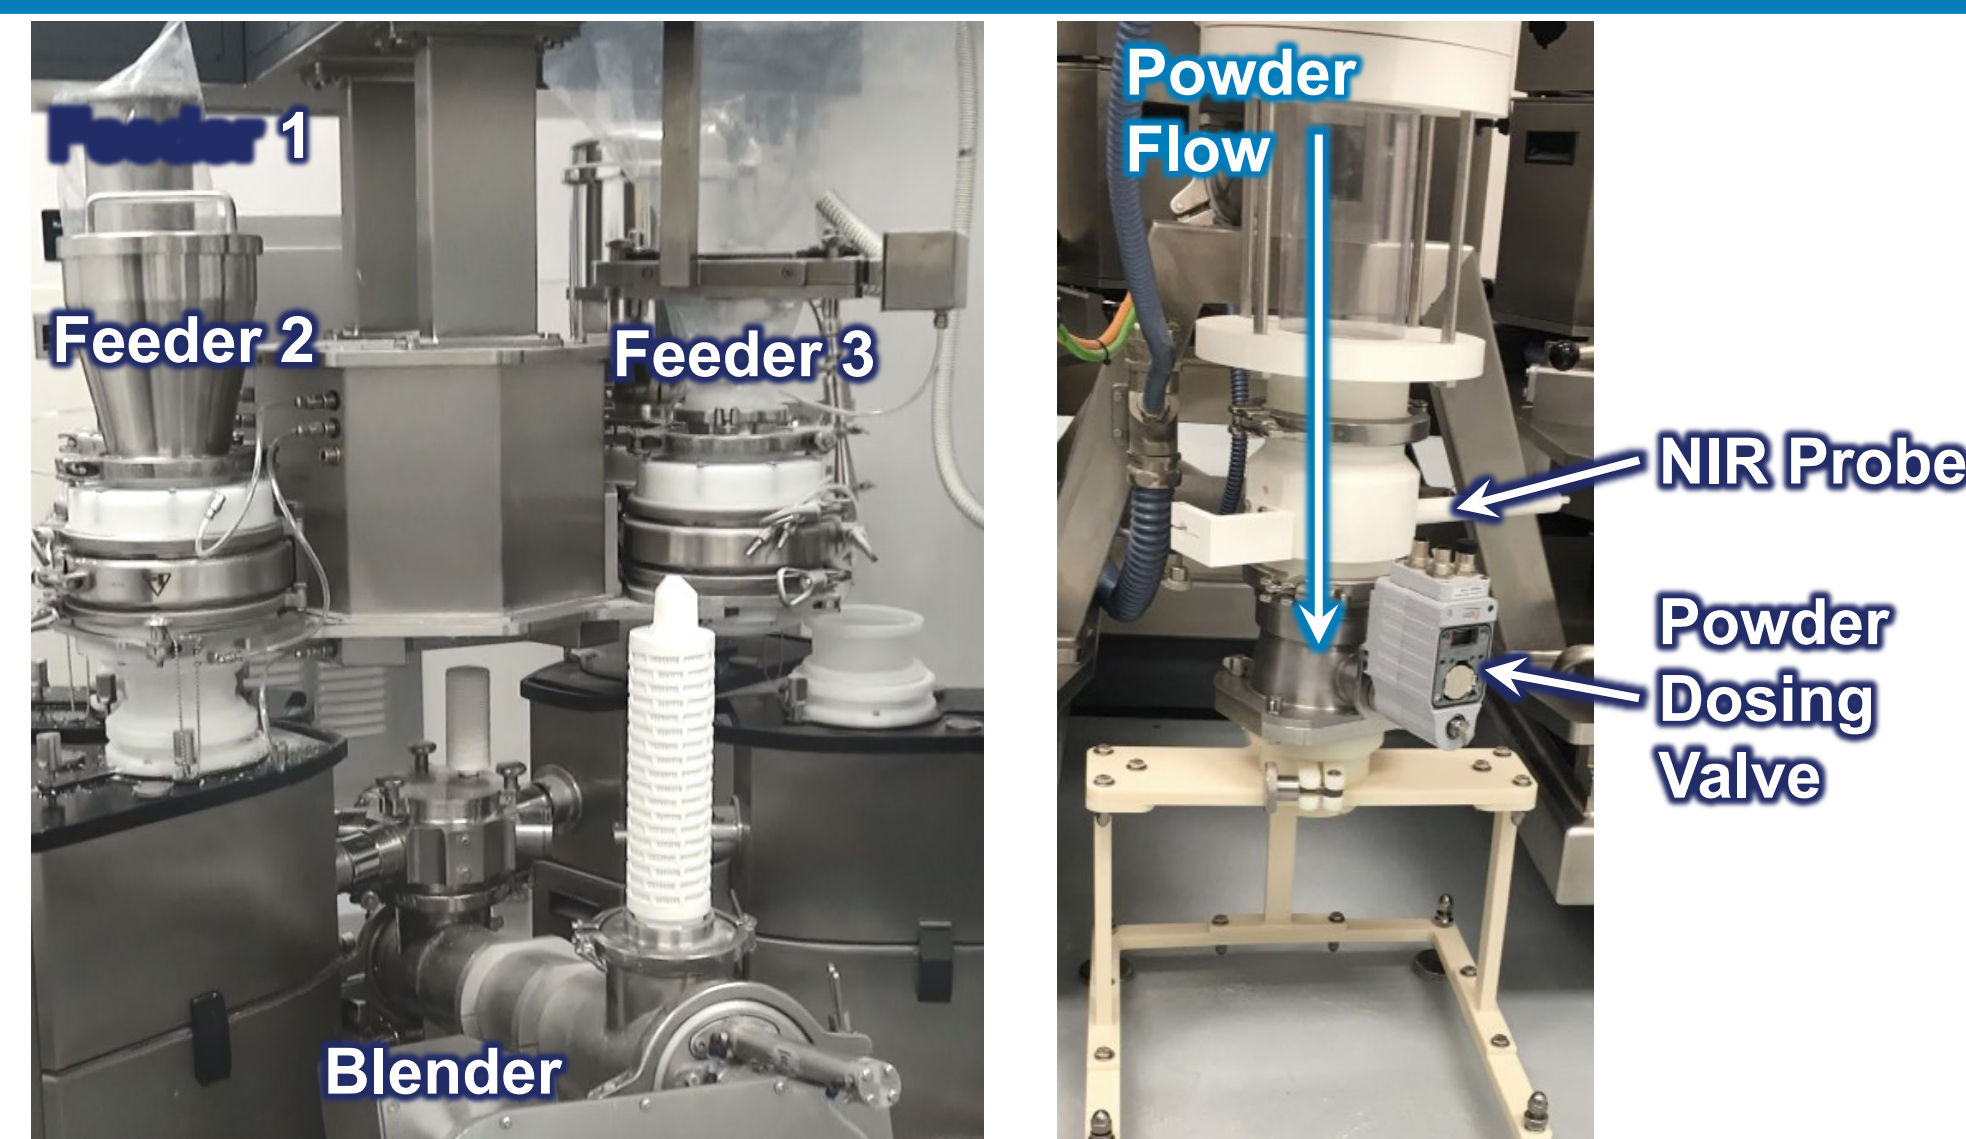 1
Feeder 2
Feeder 3
Blender
Powder
Flow
NIR Probe
Powder
Dosing
Valve